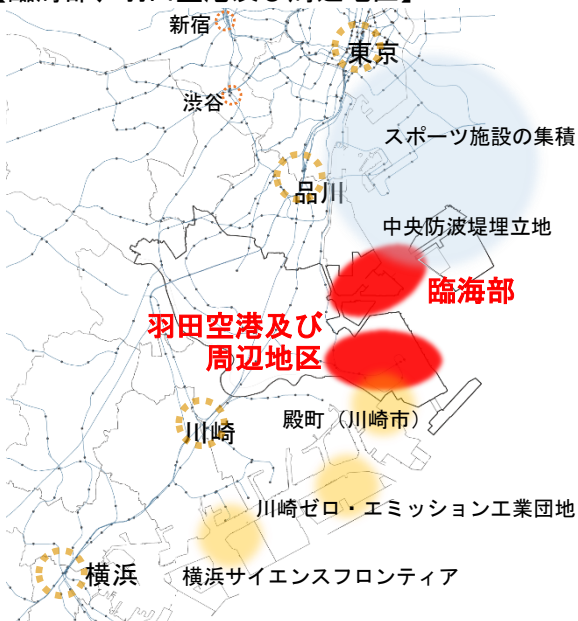 新宿
東京
渋谷
スポーツ施設の集積
品川
中央防波堤埋立地
臨海部
羽田空港及び
周辺地区
殿町（川崎市）
川崎
川崎ゼロ・エミッション工業団地
横浜
横浜サイエンスフロンティア